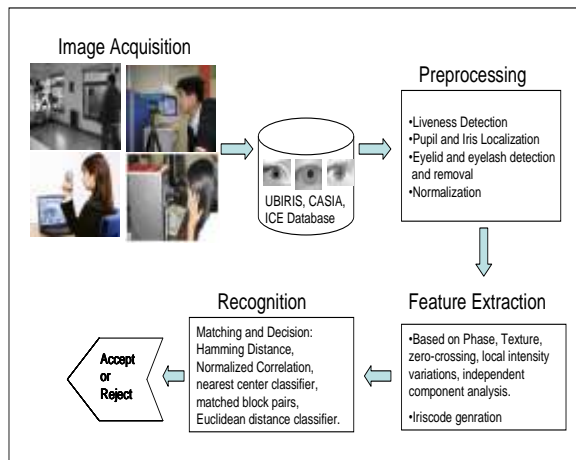 Image Acquisition
Preprocessing
•Liveness Detection
•Pupil and Iris Localization
•Eyelid and eyelash detection
and removal
•Normalization
UBIRIS, CASIA,
ICE Database
Recognition
Feature Extraction
Matching and Decision:
Hamming Distance,
Normalized Correlation,
nearest center classifier,
matched block pairs,
Euclidean distance classifier.
•Based on Phase, Texture,
zero-crossing, local intensity
variations, independent
component analysis.
•Iriscode genration
Accept
or
Reject